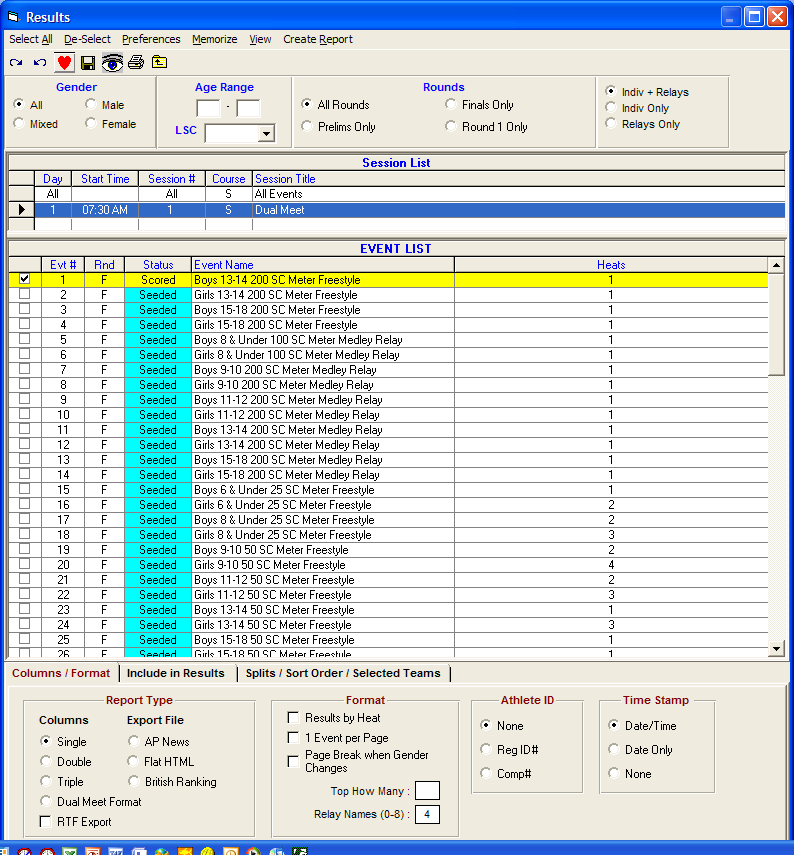 Results
Select All De-Select Preferences Memorize View Create Report
Gender Age Range Rounds
All Male - All Rounds Finals Only Indiv + Relays
Mixed Female LSC Prelims Only Round 1 Only Indiv Only
Relays Only
Session List
Day Start Time Session # Course Session Title
All All S All Events
1 07:30 AM 1 S Dual Meet
EVENT LIST
Evt # Rnd Status Event Name Heats
1 F Scored Boys 13-14 200 SC Meter Freestyle 1
2 F Seeded Girls 13-14 200 SC Meter Freestyle 1
3 F Seeded Boys 15-18 200 SC Meter Freestyle 1
4 F Seeded Girls 15-18 200 SC Meter Freestyle 1
5 F Seeded Boys 8 & Under 100 SC Meter Medley Relay 1
6 F Seeded Girls 8 & Under 100 SC Meter Medley Relay 1
7 F Seeded Boys 9-10 200 SC Meter Medley Relay 1
8 F Seeded Girls 9-10 200 SC Meter Medley Relay 1
9 F Seeded Boys 11-12 200 SC Meter Medley Relay 1
10 F Seeded Girls 11-12 200 SC Meter Medley Relay 1
11 F Seeded Boys 13-14 200 SC Meter Medley Relay 1
12 F Seeded Girls 13-14 200 SC Meter Medley Relay 1
13 F Seeded Boys 15-18 200 SC Meter Medley Relay 1
14 F Seeded Girls 15-18 200 SC Meter Medley Relay 1
15 F Seeded Boys 6 & Under 25 SC Meter Freestyle 1
16 F Seeded Girls 6 & Under 25 SC Meter Freestyle 2
17 F Seeded Boys 8 & Under 25 SC Meter Freestyle 2
18 F Seeded Girls 8 & Under 25 SC Meter Freestyle 3
19 F Seeded Boys 9-10 50 SC Meter Freestyle 2
20 F Seeded Girls 9-10 50 SC Meter Freestyle 4
21 F Seeded Boys 11-12 50 SC Meter Freestyle 2
22 F Seeded Girls 11-12 50 SC Meter Freestyle 3
23 F Seeded Boys 13-14 50 SC Meter Freestyle 1
24 F Seeded Girls 13-14 50 SC Meter Freestyle 3
25 F Seeded Boys 15-18 50 SC Meter Freestyle 1
26 F Seeded Girls 15-18 50 SC Meter Freestyle 1
Columns / Format Include in Results Splits / Sort Order / Selected Teams
Report Type Format Athlete ID Time Stamp
Columns Export File Results by Heat None Date/Time
Single AP News 1 Event per Page Reg ID# Date Only
Double Flat HTML Page Break when Gender Changes Comp# None
Triple British Ranking Top How Many :
Dual Meet Format Relay Names (0-8) : 4
RTF Export